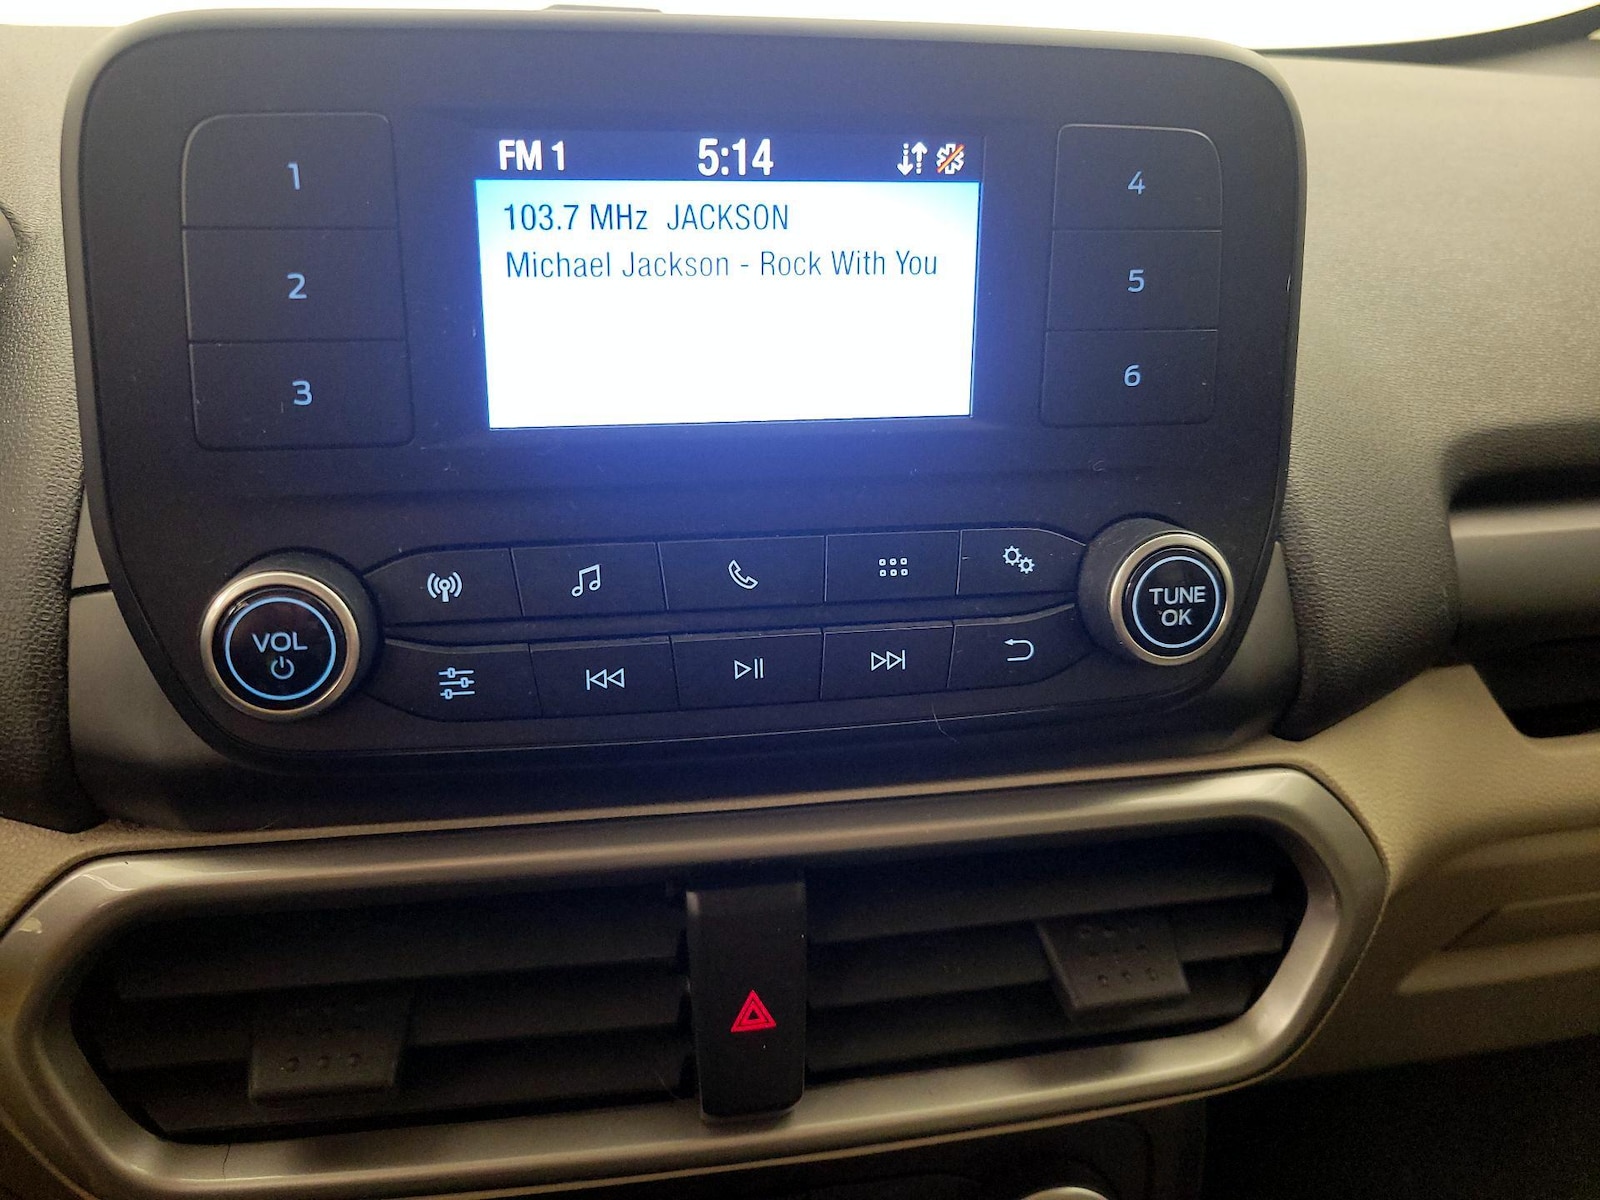 FM 1 5:14
103.7 MHz JACKSON
Michael Jackson - Rock With You
1
2
3
4
5
6
VOL
TUNE
OK